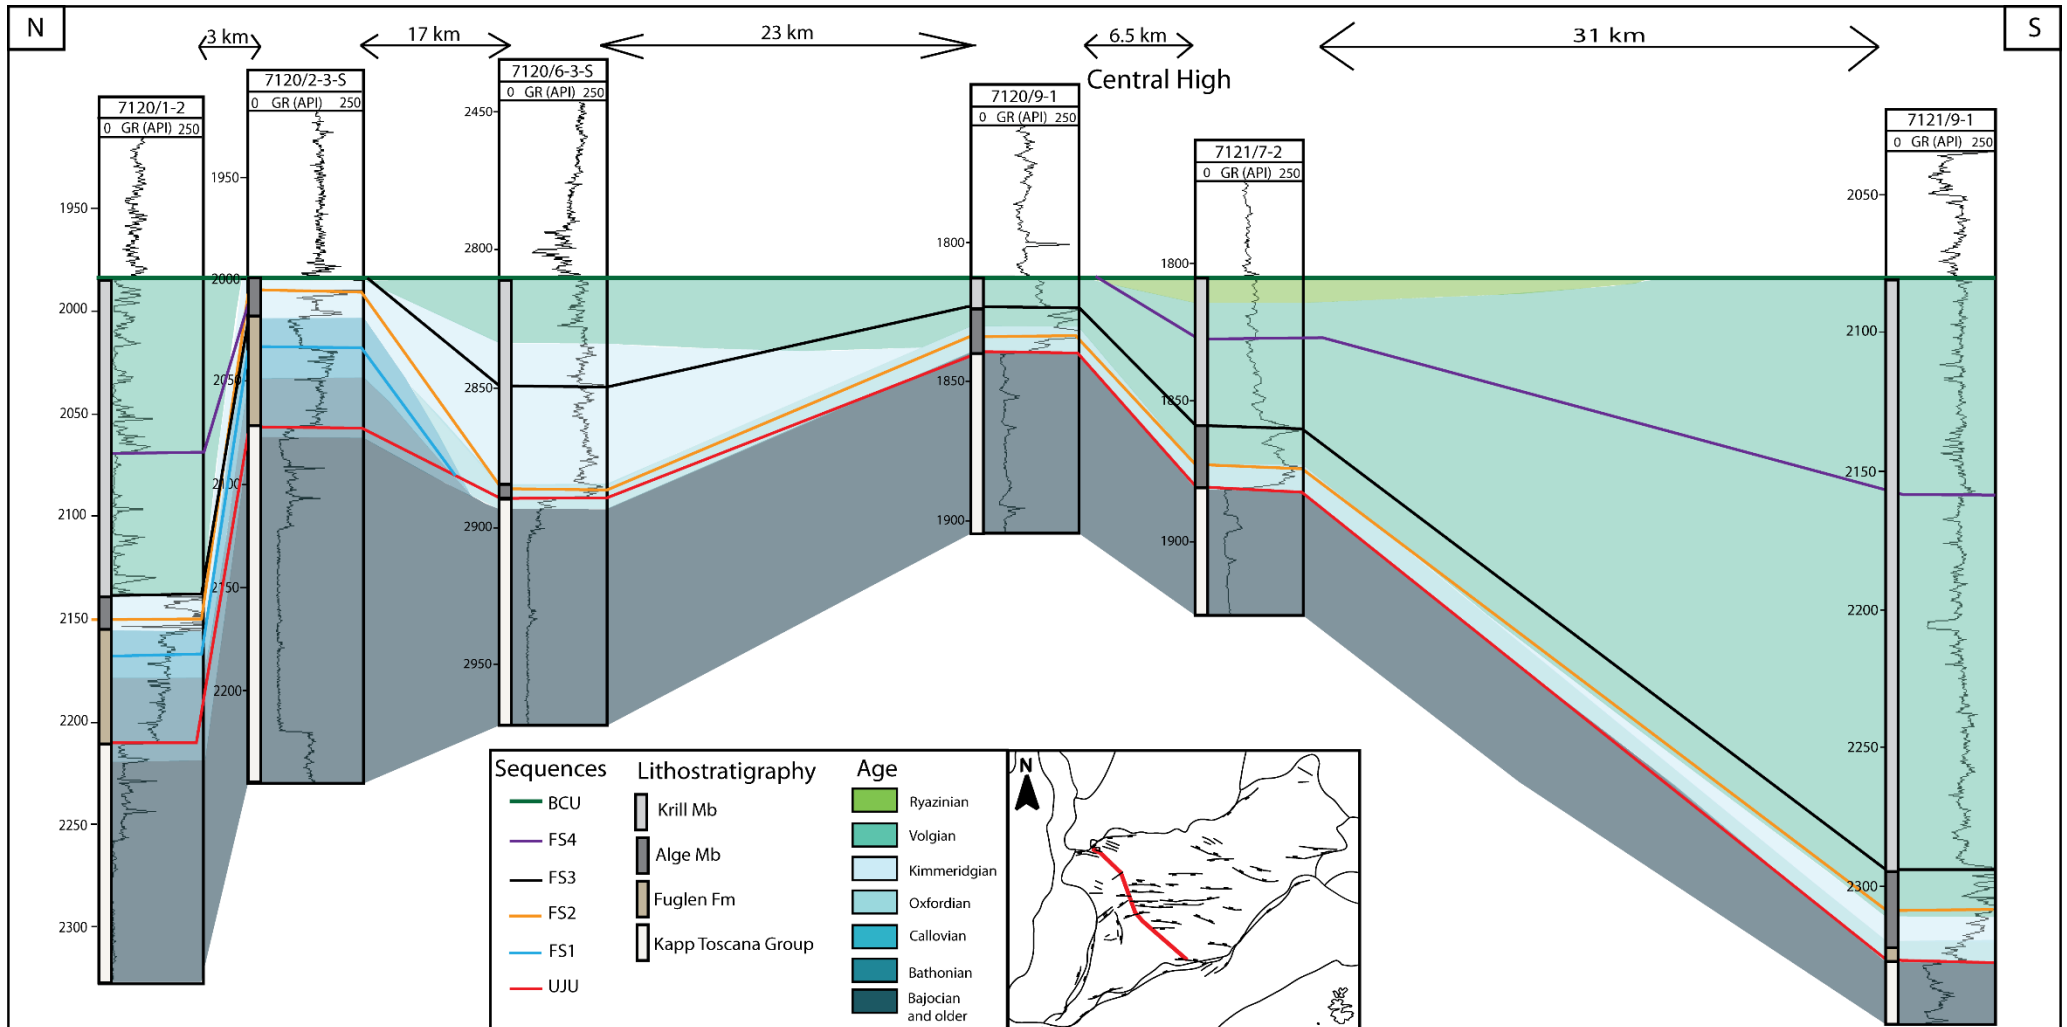 N
3 km
17 km
23 km
6.5 km
31 km
S
Central High
7120/1-2
0 GR (API) 250
1950
2000
2050
2100
2150
2200
2250
2300
7120/2-3-S
0 GR (API) 250
1950
2000
2050
2100
2150
2200
7120/6-3-S
0 GR (API) 250
2450
2800
2850
2900
2950
7120/9-1
0 GR (API) 250
1800
1850
1900
7121/7-2
0 GR (API) 250
1800
1850
1900
7121/9-1
0 GR (API) 250
2050
2100
2150
2200
2250
2300
Sequences
BCU
FS4
FS3
FS2
FS1
UJU
Lithostratigraphy
Krill Mb
Alge Mb
Fuglen Fm
Kapp Toscana Group
Age
Ryazinian
Volgian
Kimmeridgian
Oxfordian
Callovian
Bathonian
Bajocian
and older
N